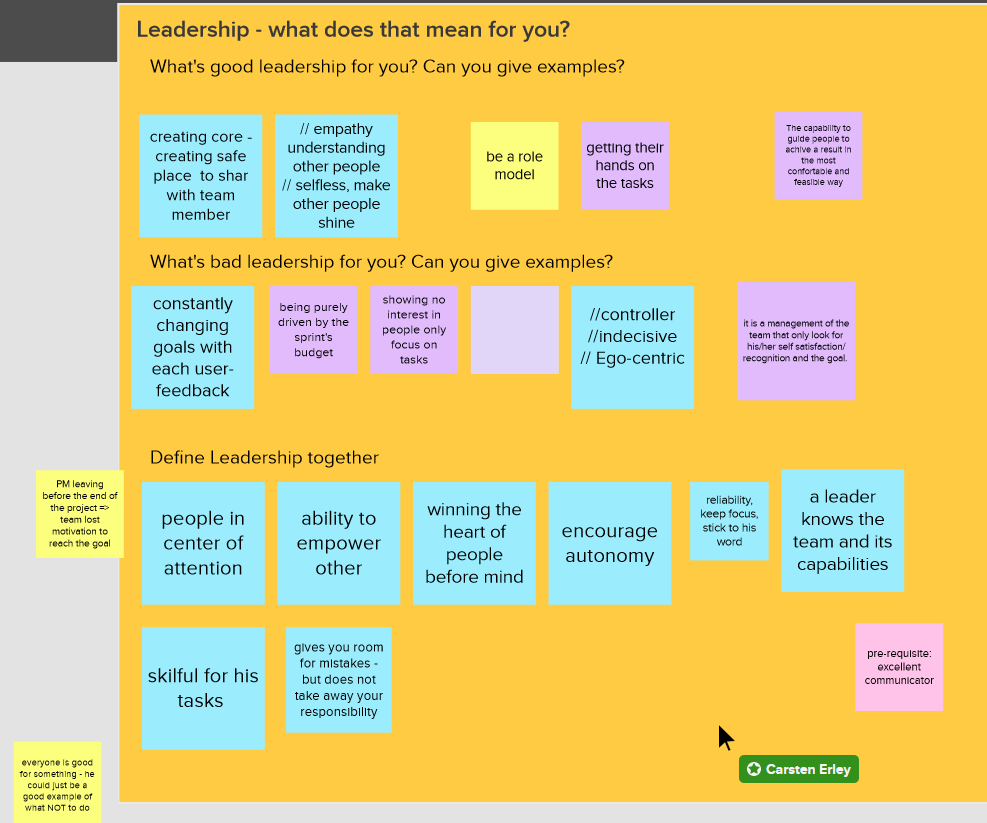 Leadership - what does that mean for you?
What's good leadership for you? Can you give examples?
creating core -
creating safe
place to shar
with team
member
// empathy
understanding
other people
// selfless, make
other people
shine
be a role
model
getting their
hands on
the tasks
The capability to
guide people to
achive a result in
the most
confortable and
feasible way
What's bad leadership for you? Can you give examples?
constantly
changing
goals with
each user-
feedback
being purely
driven by the
sprint's
budget
showing no
interest in
people only
focus on
tasks
//controller
//indecisive
// Ego-centric
it is a management of the
team that only look for
his/her self satisfaction/
recognition and the goal.
Define Leadership together
PM leaving
before the end of
the project =>
team lost
motivation to
reach the goal
people in
center of
attention
ability to
empower
other
winning the
heart of
people
before mind
encourage
autonomy
reliability,
keep focus,
stick to his
word
a leader
knows the
team and its
capabilities
skilful for his
tasks
gives you room
for mistakes -
but does not
take away your
responsibility
pre-requisite:
excellent
communicator
everyone is good
for something - he
could just be a
good example of
what NOT to do
Carsten Erley